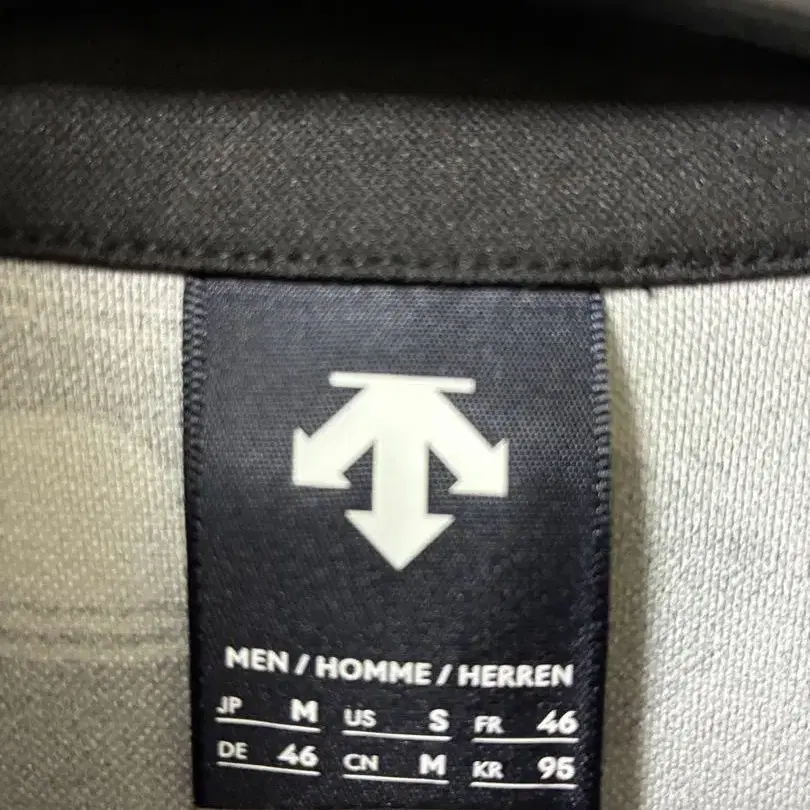 MEN / HOMME / HERREN
JP M US S FR 46
DE 46 CN M KR 95